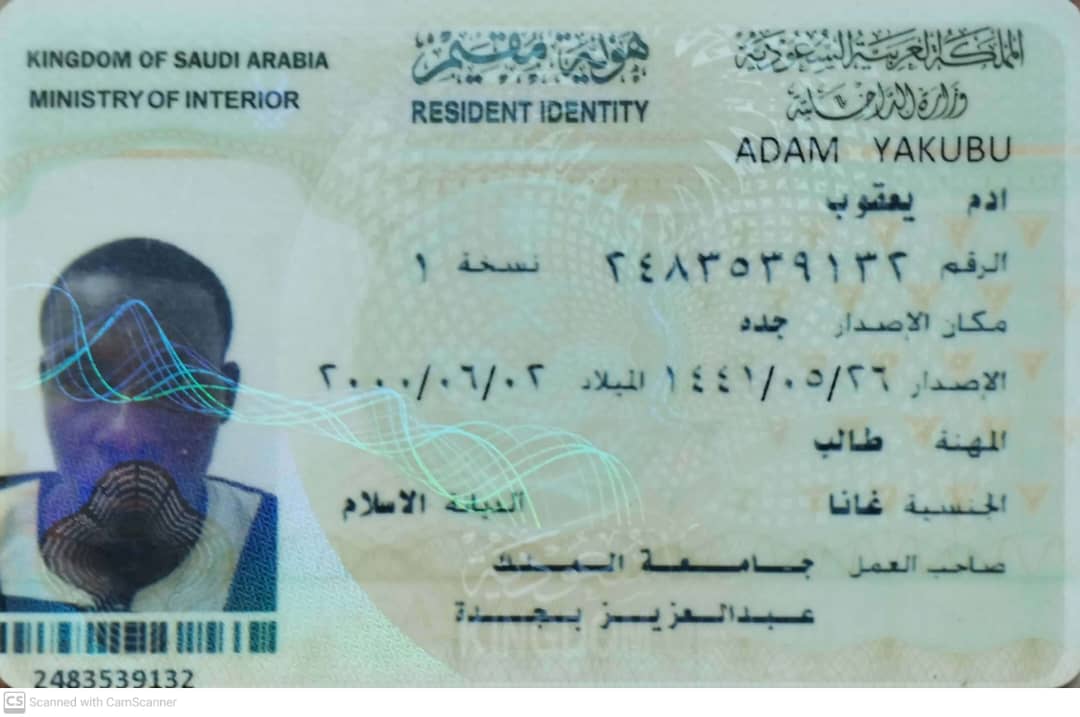 KINGDOM OF SAUDI ARABIA
MINISTRY OF INTERIOR
هوية مقيم
RESIDENT IDENTITY
المملكة العربية السعودية
وزارة الداخلية
ADAM YAKUBU
ادم يعقوب
الرقم ٢٤٨٣٥٣٩١٣٢ نسخة ١
مكان الإصدار جده
الإصدار ١٤٤١/٠٥/٢٦ الميلاد ٢٠٠٠/٠٦/٠٢
المهنة طالب
الجنسية غانا الديانة الاسلام
صاحب العمل جامعة الملك
عبدالعزيز بجدة
KINGDOM
2483539132
CS Scanned with CamScanner